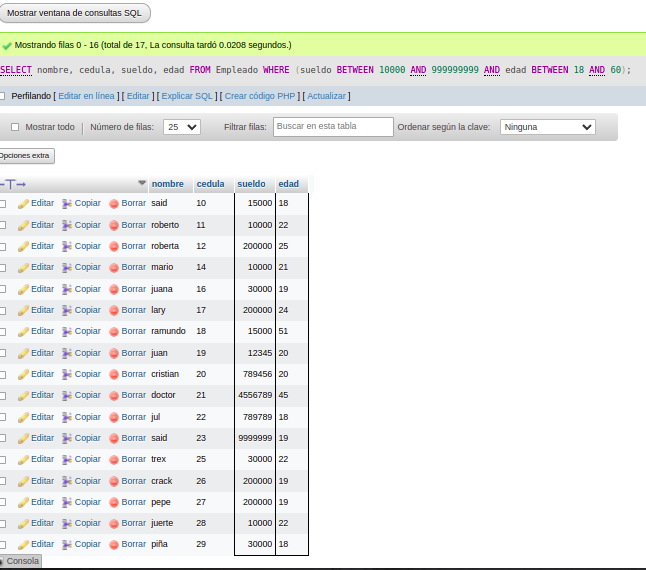 Mostrar ventana de consultas SQL
Mostrando filas 0 - 16 (total de 17, La consulta tardó 0.0208 segundos.)
SELECT nombre, cedula, sueldo, edad FROM Empleado WHERE (sueldo BETWEEN 10000 AND 999999999 AND edad BETWEEN 18 AND 60);
Perfilando [ Editar en línea ] [ Editar ] [ Explicar SQL ] [ Crear código PHP ] [ Actualizar ]
Mostrar todo | Número de filas: 25 Filtrar filas: Buscar en esta tabla Ordenar según la clave: Ninguna
Opciones extra
nombre cedula sueldo edad
Editar Copiar Borrar said 10 15000 18
Editar Copiar Borrar roberto 11 10000 22
Editar Copiar Borrar roberta 12 200000 25
Editar Copiar Borrar mario 14 10000 21
Editar Copiar Borrar juana 16 30000 19
Editar Copiar Borrar lary 17 200000 24
Editar Copiar Borrar ramundo 18 15000 51
Editar Copiar Borrar juan 19 12345 20
Editar Copiar Borrar cristian 20 789456 20
Editar Copiar Borrar doctor 21 4556789 45
Editar Copiar Borrar jul 22 789789 18
Editar Copiar Borrar said 23 9999999 19
Editar Copiar Borrar trex 25 30000 22
Editar Copiar Borrar crack 26 200000 19
Editar Copiar Borrar pepe 27 200000 19
Editar Copiar Borrar juerte 28 10000 22
Editar Copiar Borrar piña 29 30000 18
Consola